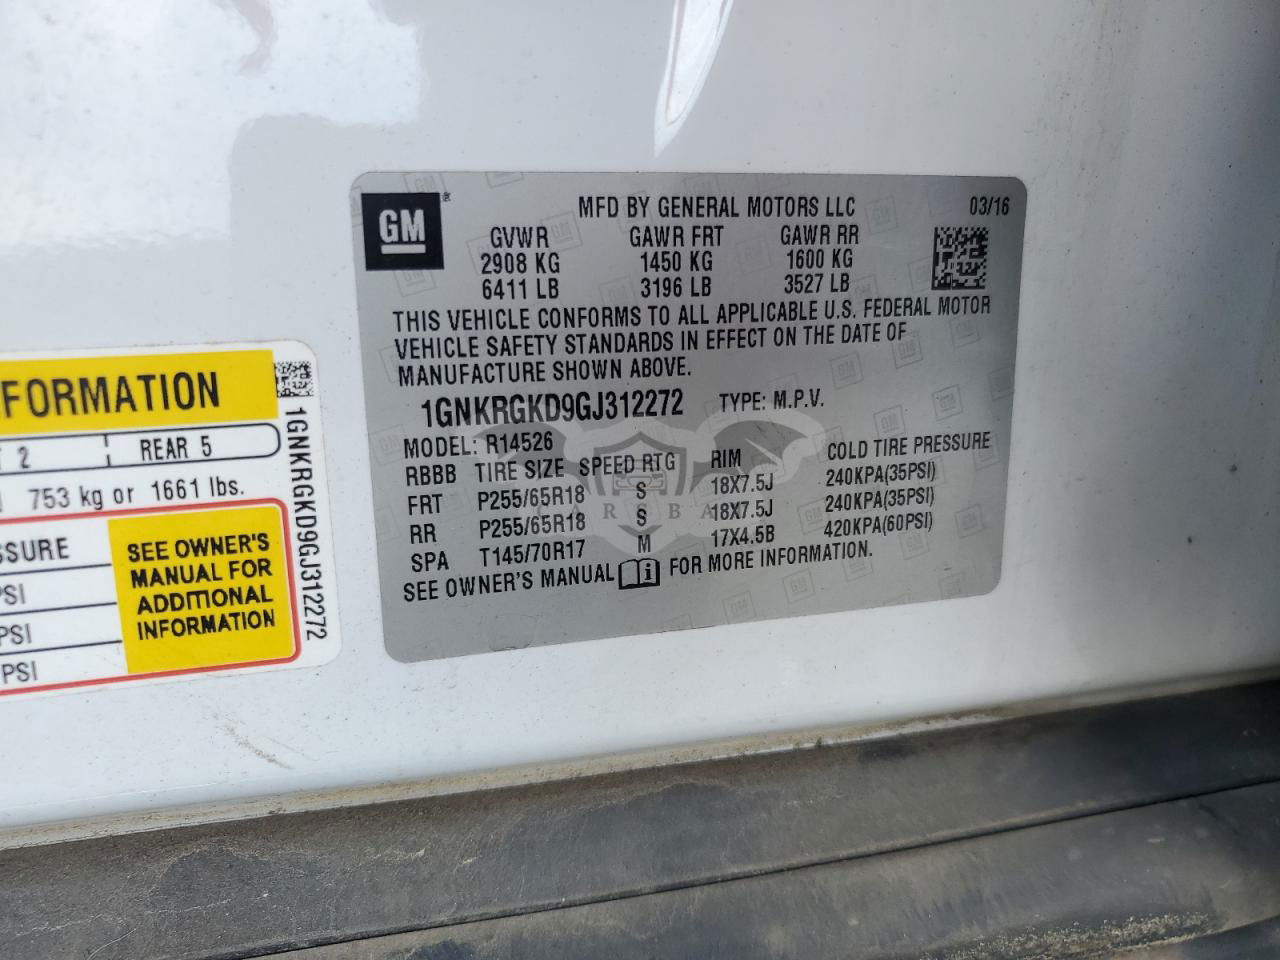 GM
MFD BY GENERAL MOTORS LLC 03/16
GVWR GAWR FRT GAWR RR
2908 KG 1450 KG 1600 KG
6411 LB 3196 LB 3527 LB
THIS VEHICLE CONFORMS TO ALL APPLICABLE U.S. FEDERAL MOTOR
VEHICLE SAFETY STANDARDS IN EFFECT ON THE DATE OF
MANUFACTURE SHOWN ABOVE.
1GNKRGKD9GJ312272 TYPE: M.P.V.
MODEL: R14526
RBBB TIRE SIZE SPEED RTG RIM COLD TIRE PRESSURE
FRT P255/65R18 S 18X7.5J 240KPA(35PSI)
RR P255/65R18 S 18X7.5J 240KPA(35PSI)
SPA T145/70R17 M 17X4.5B 420KPA(60PSI)
SEE OWNER'S MANUAL i FOR MORE INFORMATION.
FORMATION
T 2 REAR 5
753 kg or 1661 lbs.
SSURE
PSI
PSI
PSI
SEE OWNER'S
MANUAL FOR
ADDITIONAL
INFORMATION
1GNKRGKD9GJ312272